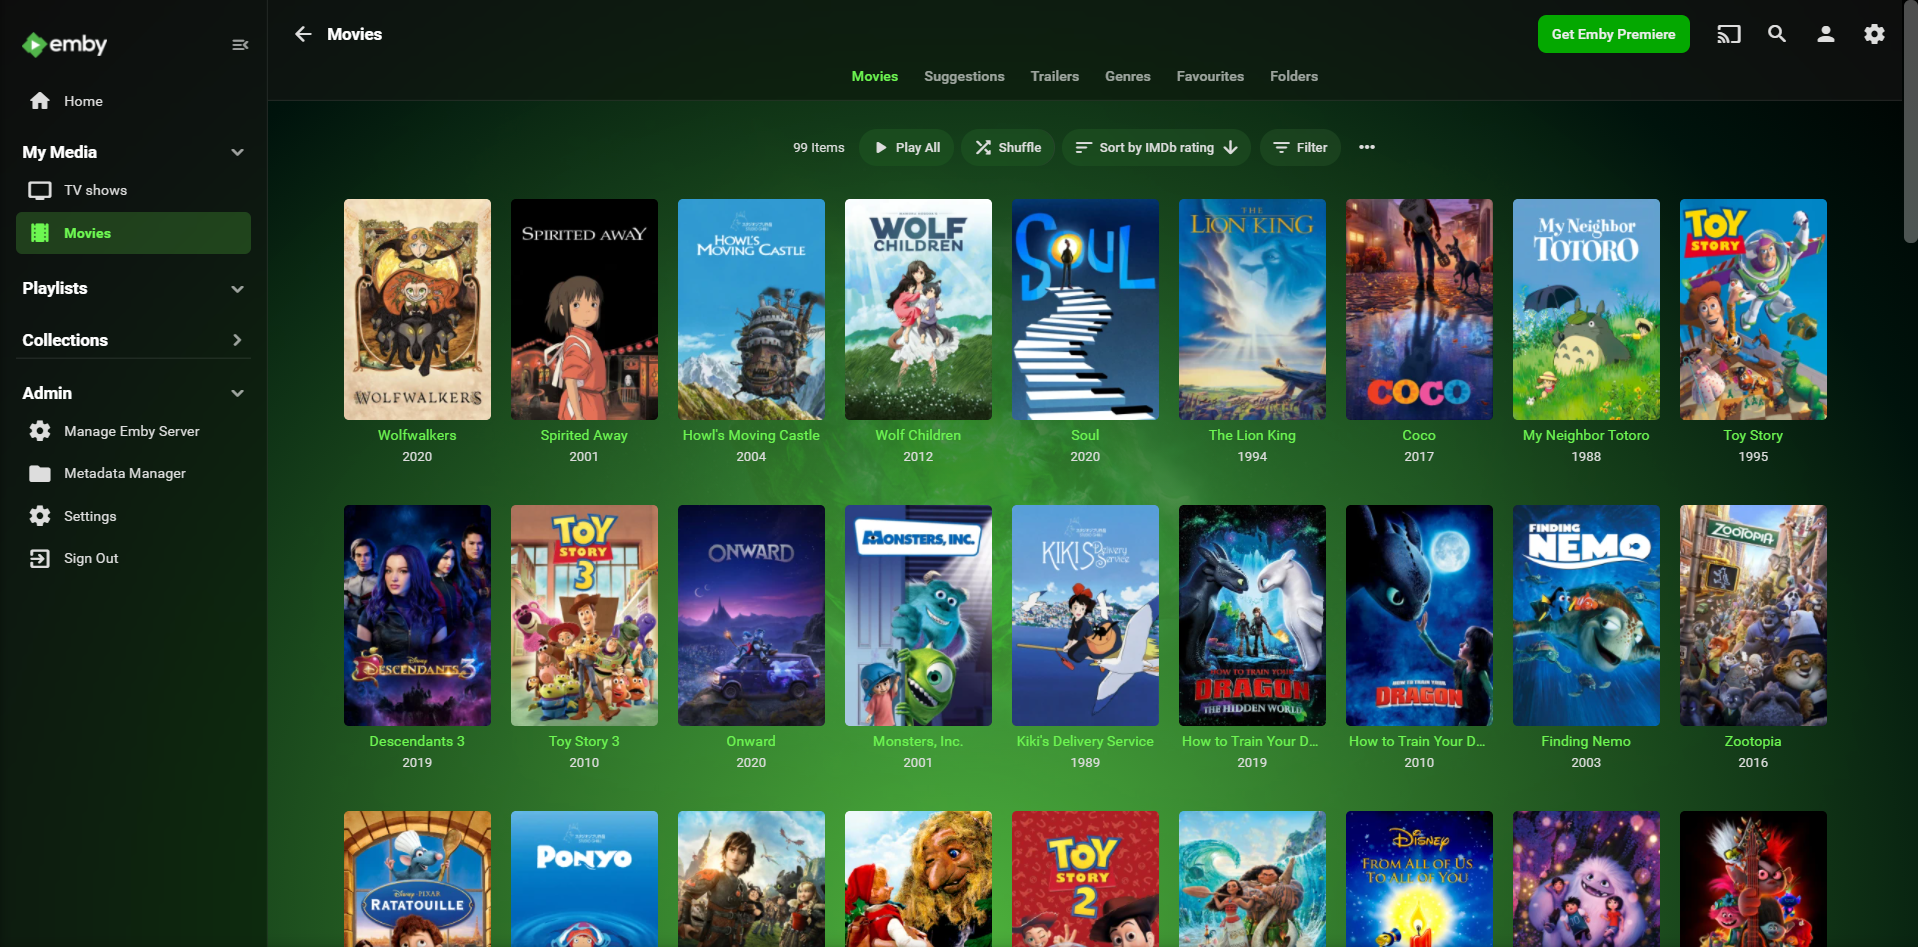 emby
Home
My Media
TV shows
Movies
Playlists
Collections
Admin
Manage Emby Server
Metadata Manager
Settings
Sign Out
Movies
Get Emby Premiere
Movies Suggestions Trailers Genres Favourites Folders
99 Items Play All Shuffle Sort by IMDb rating Filter
WOLFWALKERS
SPIRITED AWAY
HOWL'S
MOVING CASTLE
WOLF
CHILDREN
SOUL
THE
LION KING
COCO
My Neighbor
TOTORO
TOY
STORY
Wolfwalkers
2020
Spirited Away
2001
Howl's Moving Castle
2004
Wolf Children
2012
Soul
2020
The Lion King
1994
Coco
2017
My Neighbor Totoro
1988
Toy Story
1995
Disney
DESCENDANTS 3
TOY
STORY
3
ONWARD
MONSTERS, INC.
KIKI'S Delivery
Service
HOW TO TRAIN YOUR
DRAGON
THE HIDDEN WORLD
HOW TO TRAIN YOUR
DRAGON
FINDING
NEMO
ZOOTOPIA
Descendants 3
2019
Toy Story 3
2010
Onward
2020
Monsters, Inc.
2001
Kiki's Delivery Service
1989
How to Train Your D...
2019
How to Train Your D...
2010
Finding Nemo
2003
Zootopia
2016
Disney · PIXAR
RATATOUILLE
PONYO
TOY
STORY
2
Disney
FROM ALL OF US
TO ALL OF YOU